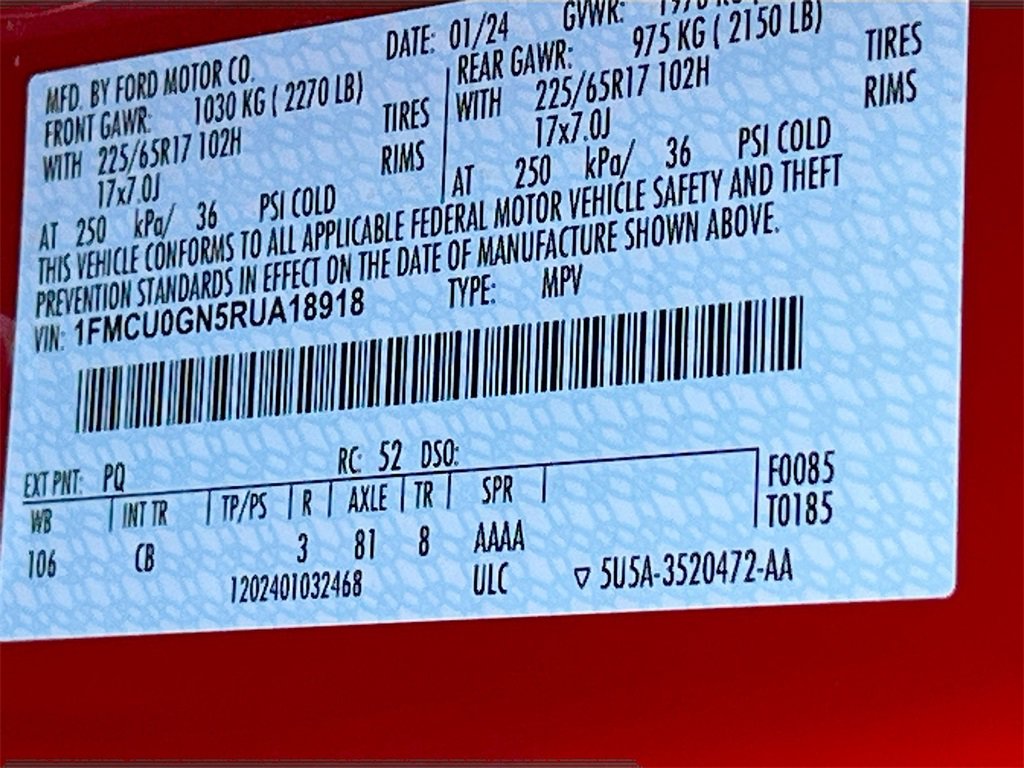 MFD. BY FORD MOTOR CO.
DATE: 01/24
GVWR:
FRONT GAWR: 1030 KG ( 2270 LB)
WITH 225/65R17 102H TIRES
17x7.0J RIMS
AT 250 kPa/ 36 PSI COLD
REAR GAWR: 975 KG ( 2150 LB)
WITH 225/65R17 102H TIRES
17x7.0J RIMS
AT 250 kPa/ 36 PSI COLD
THIS VEHICLE CONFORMS TO ALL APPLICABLE FEDERAL MOTOR VEHICLE SAFETY AND THEFT
PREVENTION STANDARDS IN EFFECT ON THE DATE OF MANUFACTURE SHOWN ABOVE.
VIN: 1FMCU0GN5RUA18918 TYPE: MPV
EXT PNT: PQ RC: 52 DSO:
WB INT TR TP/PS R AXLE TR SPR
106 CB 3 81 8 AAAA
F0085
T0185
1202401032468 ULC ▽ 5U5A-3520472-AA